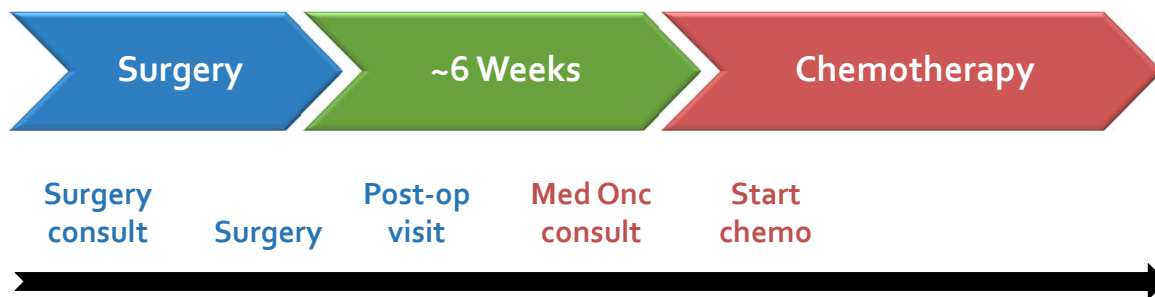 Surgery
~6 Weeks
Chemotherapy
Surgery
consult
Surgery
Post-op
visit
Med Onc
consult
Start
chemo